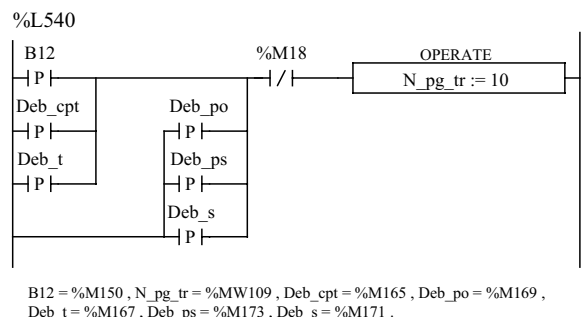 %L540
B12 %M18 OPERATE
P / N_pg_tr := 10
Deb_cpt Deb_po
P P
Deb_t Deb_ps
P P
Deb_s
P
B12 = %M150 , N_pg_tr = %MW109 , Deb_cpt = %M165 , Deb_po = %M169 ,
Deb_t = %M167 , Deb_ps = %M173 , Deb_s = %M171 .